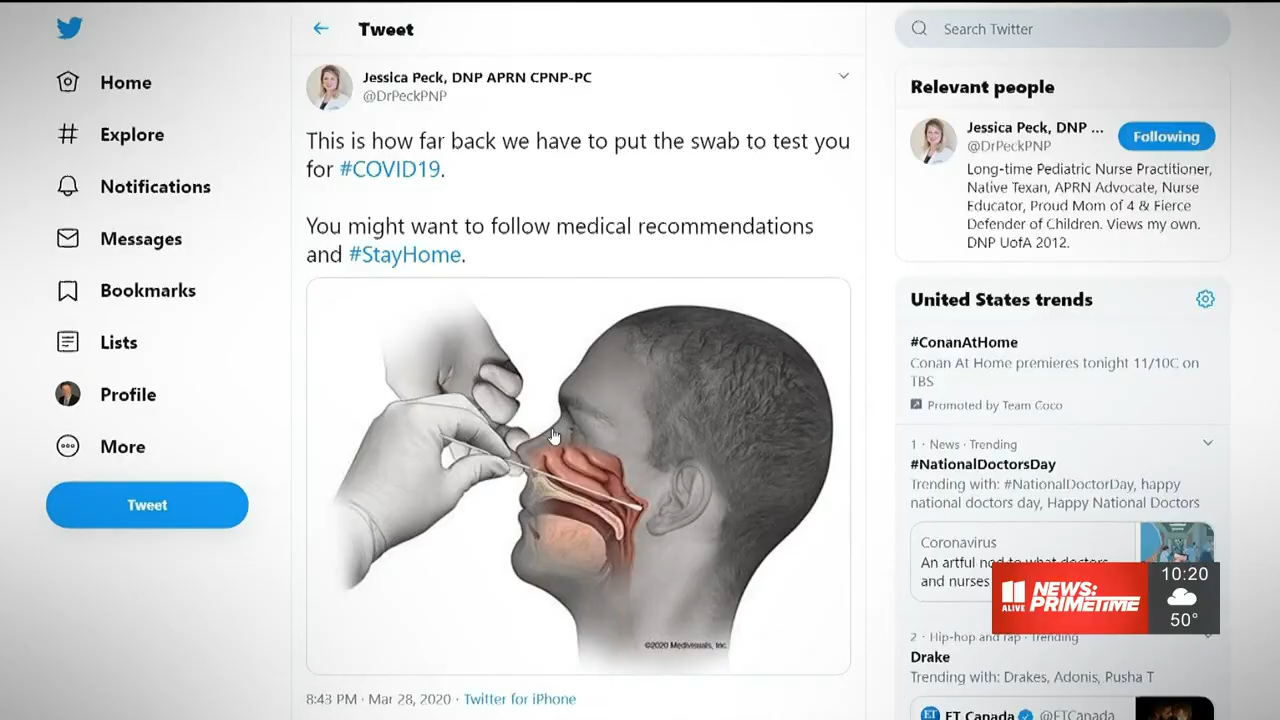 Home
Explore
Notifications
Messages
Bookmarks
Lists
Profile
More
Tweet
Tweet
Jessica Peck, DNP APRN CPNP-PC
@DrPeckPNP
This is how far back we have to put the swab to test you
for #COVID19.
You might want to follow medical recommendations
and #StayHome.
©2020 Medivisuals, Inc.
8:43 PM · Mar 28, 2020 · Twitter for iPhone
Search Twitter
Relevant people
Jessica Peck, DNP ...
@DrPeckPNP
Following
Long-time Pediatric Nurse Practitioner,
Native Texan, APRN Advocate, Nurse
Educator, Proud Mom of 4 & Fierce
Defender of Children. Views my own.
DNP UofA 2012.
United States trends
#ConanAtHome
Conan At Home premieres tonight 11/10C on
TBS
Promoted by Team Coco
1 · News · Trending
#NationalDoctorsDay
Trending with: #NationalDoctorDay, happy
national doctors day, Happy National Doctors
Coronavirus
An artful nod to what doctors
and nurses
11 ALIVE NEWS:
PRIMETIME
10:20
50°
2 · Hip-hop and rap · Trending
Drake
Trending with: Drakes, Adonis, Pusha T
ET ET Canada @ETCanada